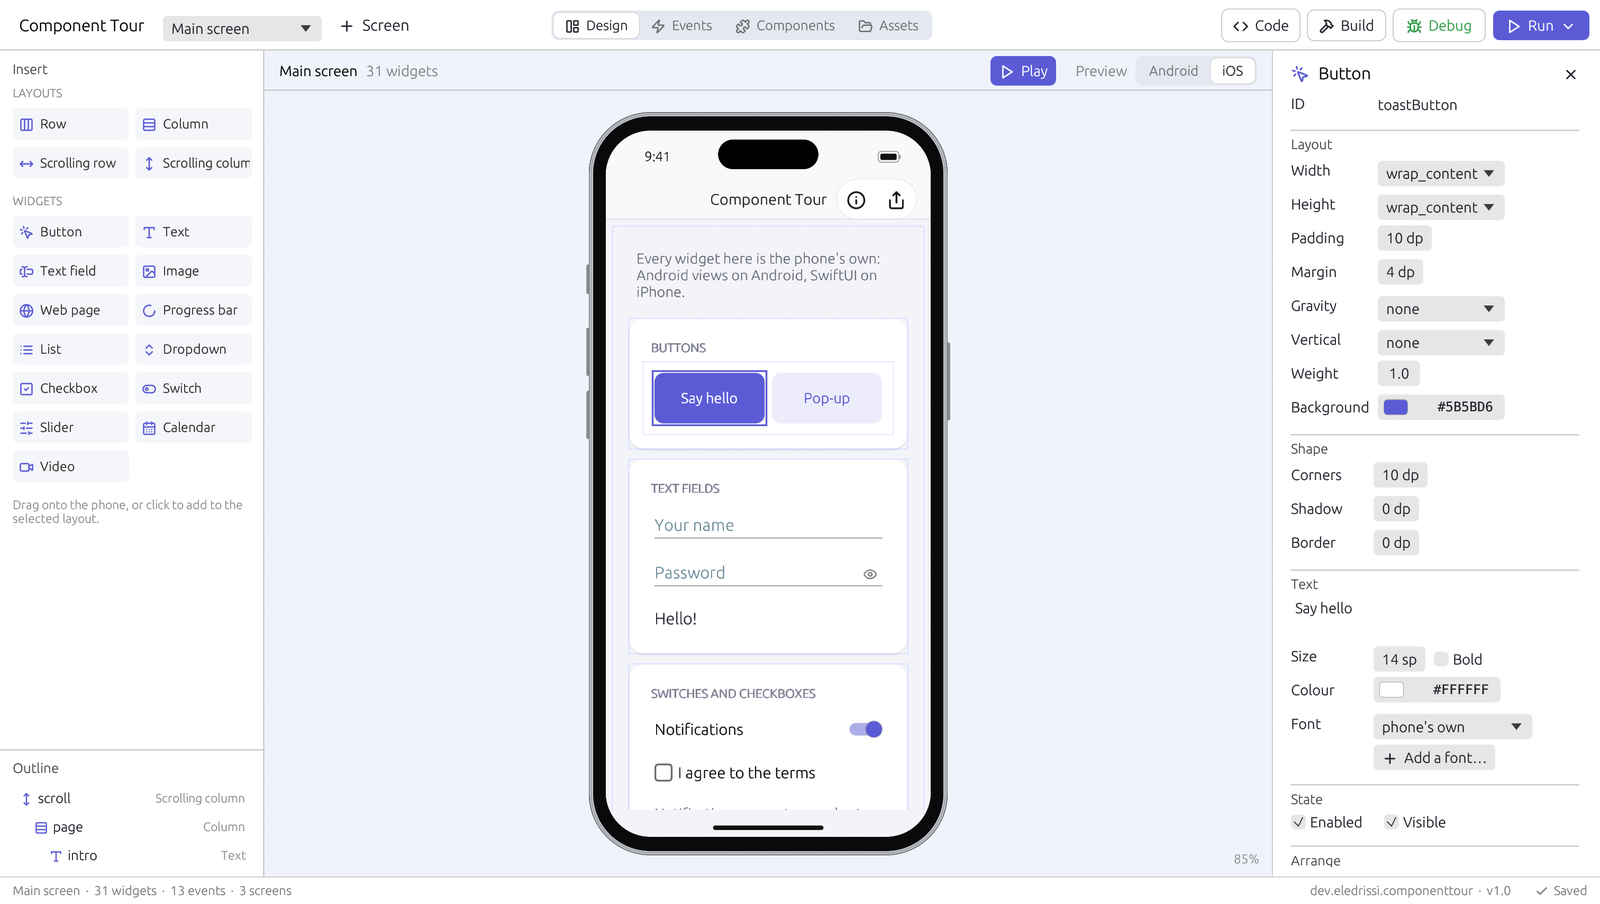 Component Tour
Main screen
Screen
Design
Events
Components
Assets
Code
Build
Debug
Run
Insert
LAYOUTS
Row
Column
Scrolling row
Scrolling colum
WIDGETS
Button
Text
Text field
Image
Web page
Progress bar
List
Dropdown
Checkbox
Switch
Slider
Calendar
Video
Drag onto the phone, or click to add to the
selected layout.
Outline
scroll Scrolling column
page Column
intro Text
Main screen 31 widgets
Play
Preview
Android
iOS
9:41
Component Tour
Every widget here is the phone's own:
Android views on Android, SwiftUI on
iPhone.
BUTTONS
Say hello
Pop-up
TEXT FIELDS
Your name
Password
Hello!
SWITCHES AND CHECKBOXES
Notifications
I agree to the terms
85%
Button
ID toastButton
Layout
Width wrap_content
Height wrap_content
Padding 10 dp
Margin 4 dp
Gravity none
Vertical none
Weight 1.0
Background #5B5BD6
Shape
Corners 10 dp
Shadow 0 dp
Border 0 dp
Text
Say hello
Size 14 sp Bold
Colour #FFFFFF
Font phone's own
Add a font...
State
Enabled Visible
Arrange
Main screen · 31 widgets · 13 events · 3 screens
dev.eledrissi.componenttour · v1.0 Saved